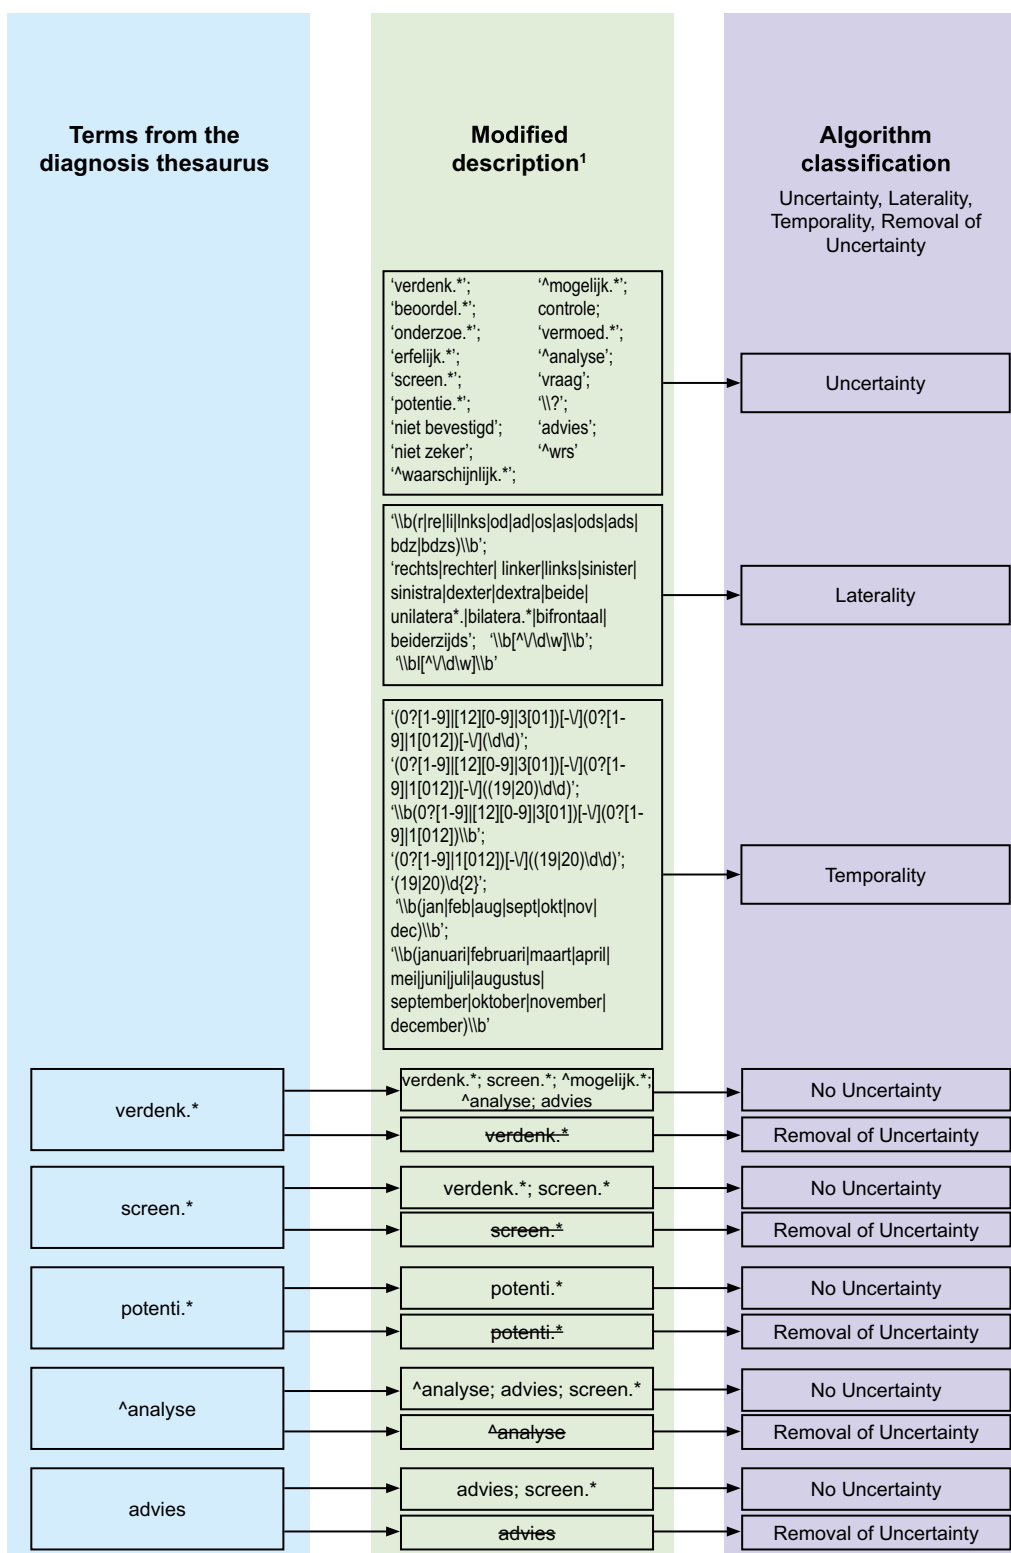 Terms from the
diagnosis thesaurus
Modified
description¹
Algorithm
classification
Uncertainty, Laterality,
Temporality, Removal of
Uncertainty
‘verdenk.*’; ‘^mogelijk.*’;
‘beoordel.*’; controle;
‘onderzoe.*’; ‘vermoed.*’;
‘erfelijk.*’; ‘^analyse’;
‘screen.*’; ‘vraag’;
‘potentie.*’; ‘\\?’;
‘niet bevestigd’; ‘advies’;
‘niet zeker’; ‘^wrs’
‘^waarschijnlijk.*’;
Uncertainty
‘\\b(r|re|li|lnks|od|ad|os|as|ods|ads|
bdz|bdzs)\\b’;
‘rechts|rechter| linker|links|sinister|
sinistra|dexter|dextra|beide|
unilatera*.|bilatera.*|bifrontaal|
beiderzijds’; ‘\\b[^\/\d\w]\\b’;
‘\\bl[^\/\d\w]\\b’
Laterality
‘(0?[1-9]|[12][0-9]|3[01])[-\/](0?[1-
9]|1[012])[-\/](\d\d)’;
‘(0?[1-9]|[12][0-9]|3[01])[-\/](0?[1-
9]|1[012])[-\/]((19|20)\d\d)’;
‘\\b(0?[1-9]|[12][0-9]|3[01])[-\/](0?[1-
9]|1[012])\\b’;
‘(0?[1-9]|1[012])[-\/]((19|20)\d\d)’;
‘(19|20)\d{2}’;
‘\\b(jan|feb|aug|sept|okt|nov|
dec)\\b’;
‘\\b(januari|februari|maart|april|
mei|juni|juli|augustus|
september|oktober|november|
december)\\b’
Temporality
verdenk.*
verdenk.*; screen.*; ^mogelijk.*;
^analyse; advies
No Uncertainty
verdenk.*
Removal of Uncertainty
screen.*
verdenk.*; screen.*
No Uncertainty
screen.*
Removal of Uncertainty
potenti.*
potenti.*
No Uncertainty
potenti.*
Removal of Uncertainty
^analyse
^analyse; advies; screen.*
No Uncertainty
^analyse
Removal of Uncertainty
advies
advies; screen.*
No Uncertainty
advies
Removal of Uncertainty